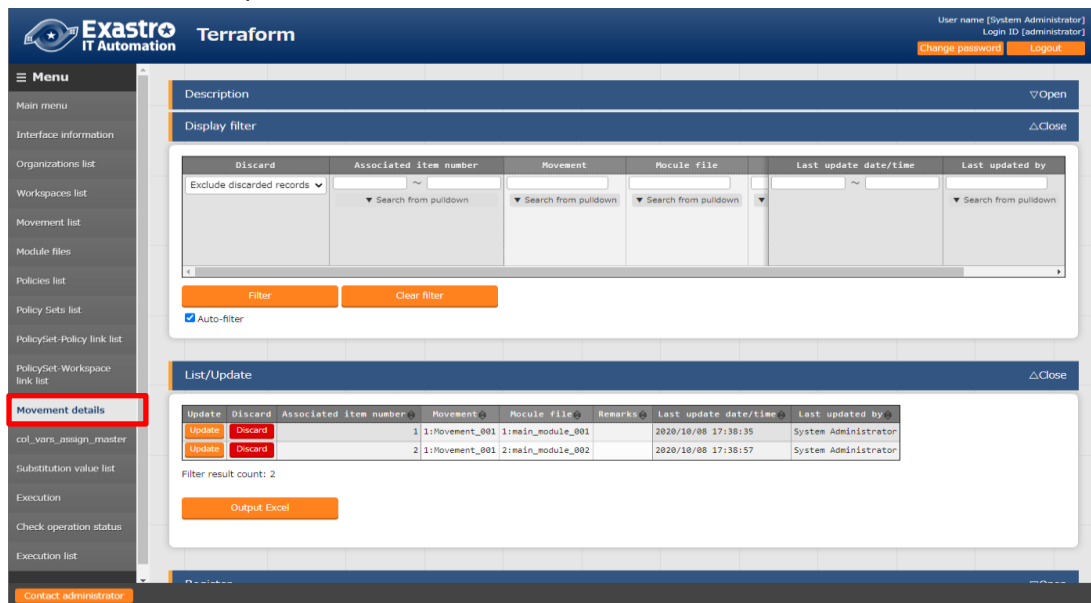 Exastro
IT Automation
Terraform
User name [System Administrator]
Login ID [administrator]
Change password
Logout
☰ Menu
Main menu
Interface information
Organizations list
Workspaces list
Movement list
Module files
Policies list
Policy Sets list
PolicySet-Policy link list
PolicySet-Workspace
link list
Movement details
col_vars_assign_master
Substitution value list
Execution
Check operation status
Execution list
Contact administrator
Description ▽Open
Display filter △Close
Discard Associated item number Movement Mocule file Last update date/time Last updated by
Exclude discarded records ~ ~
▼ Search from pulldown ▼ Search from pulldown ▼ Search from pulldown ▼ ▼ Search from pulldown
Filter Clear filter
Auto-filter
List/Update △Close
Update Discard Associated item number Movement Mocule file Remarks Last update date/time Last updated by
Update Discard 1 1:Movement_001 1:main_module_001 2020/10/08 17:38:35 System Administrator
Update Discard 2 1:Movement_001 2:main_module_002 2020/10/08 17:38:57 System Administrator
Filter result count: 2
Output Excel